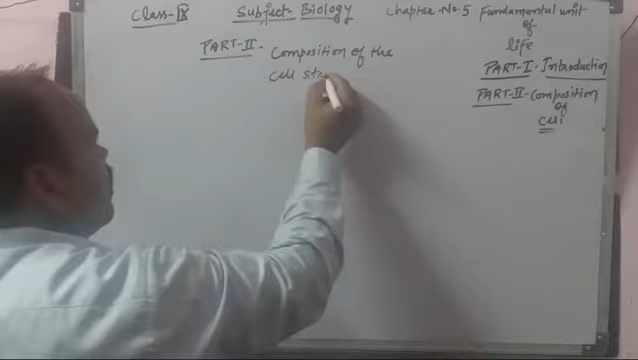 Class-IX Subject- Biology Chapter-No.5 Fundamental unit
of
life
PART-II- Composition of the
cell sta
PART-I- Introduction
PART-II-Composition
of
cell